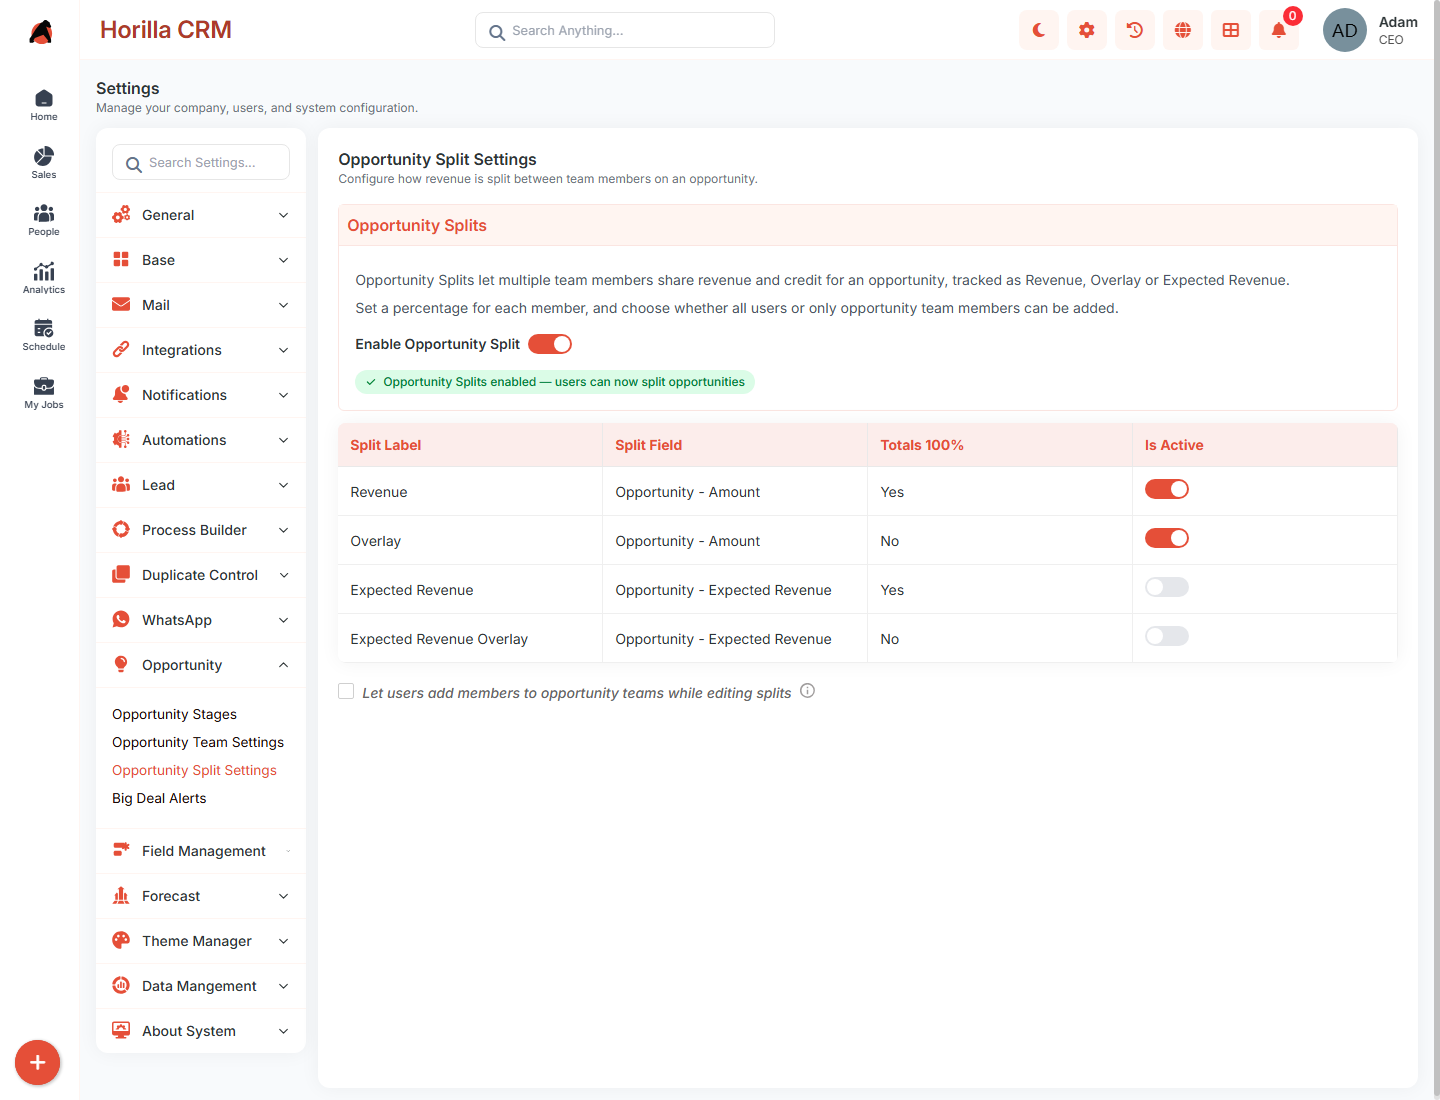 Horilla CRM
Search Anything...
0
AD
Adam
CEO
Home
Sales
People
Analytics
Schedule
My Jobs
Settings
Manage your company, users, and system configuration.
Search Settings...
General
Base
Mail
Integrations
Notifications
Automations
Lead
Process Builder
Duplicate Control
WhatsApp
Opportunity
Opportunity Stages
Opportunity Team Settings
Opportunity Split Settings
Big Deal Alerts
Field Management
Forecast
Theme Manager
Data Mangement
About System
Opportunity Split Settings
Configure how revenue is split between team members on an opportunity.
Opportunity Splits
Opportunity Splits let multiple team members share revenue and credit for an opportunity, tracked as Revenue, Overlay or Expected Revenue.
Set a percentage for each member, and choose whether all users or only opportunity team members can be added.
Enable Opportunity Split
Opportunity Splits enabled — users can now split opportunities
Split Label Split Field Totals 100% Is Active
Revenue Opportunity - Amount Yes
Overlay Opportunity - Amount No
Expected Revenue Opportunity - Expected Revenue Yes
Expected Revenue Overlay Opportunity - Expected Revenue No
Let users add members to opportunity teams while editing splits